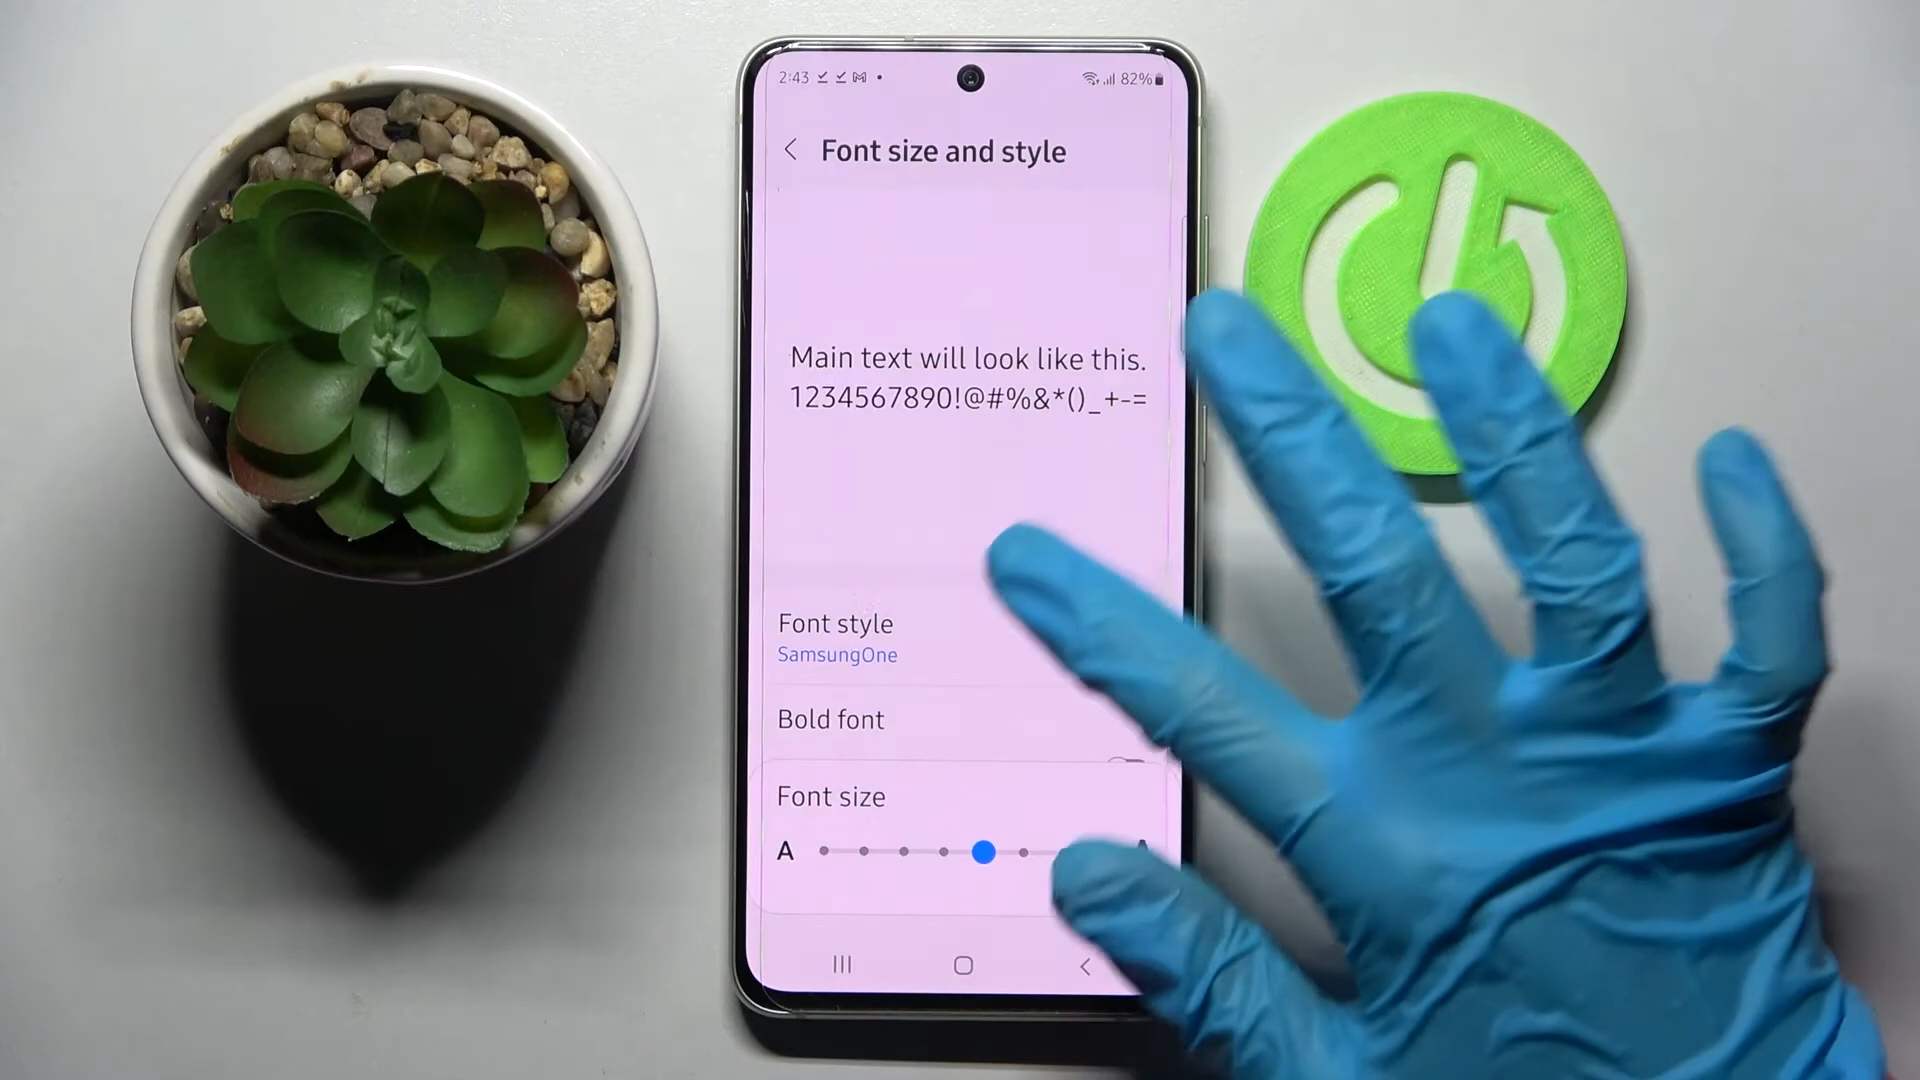 2:43
82%
Font size and style
Main text will look like this.
1234567890!@#%&*()_+-=
Font style
SamsungOne
Bold font
Font size
A A